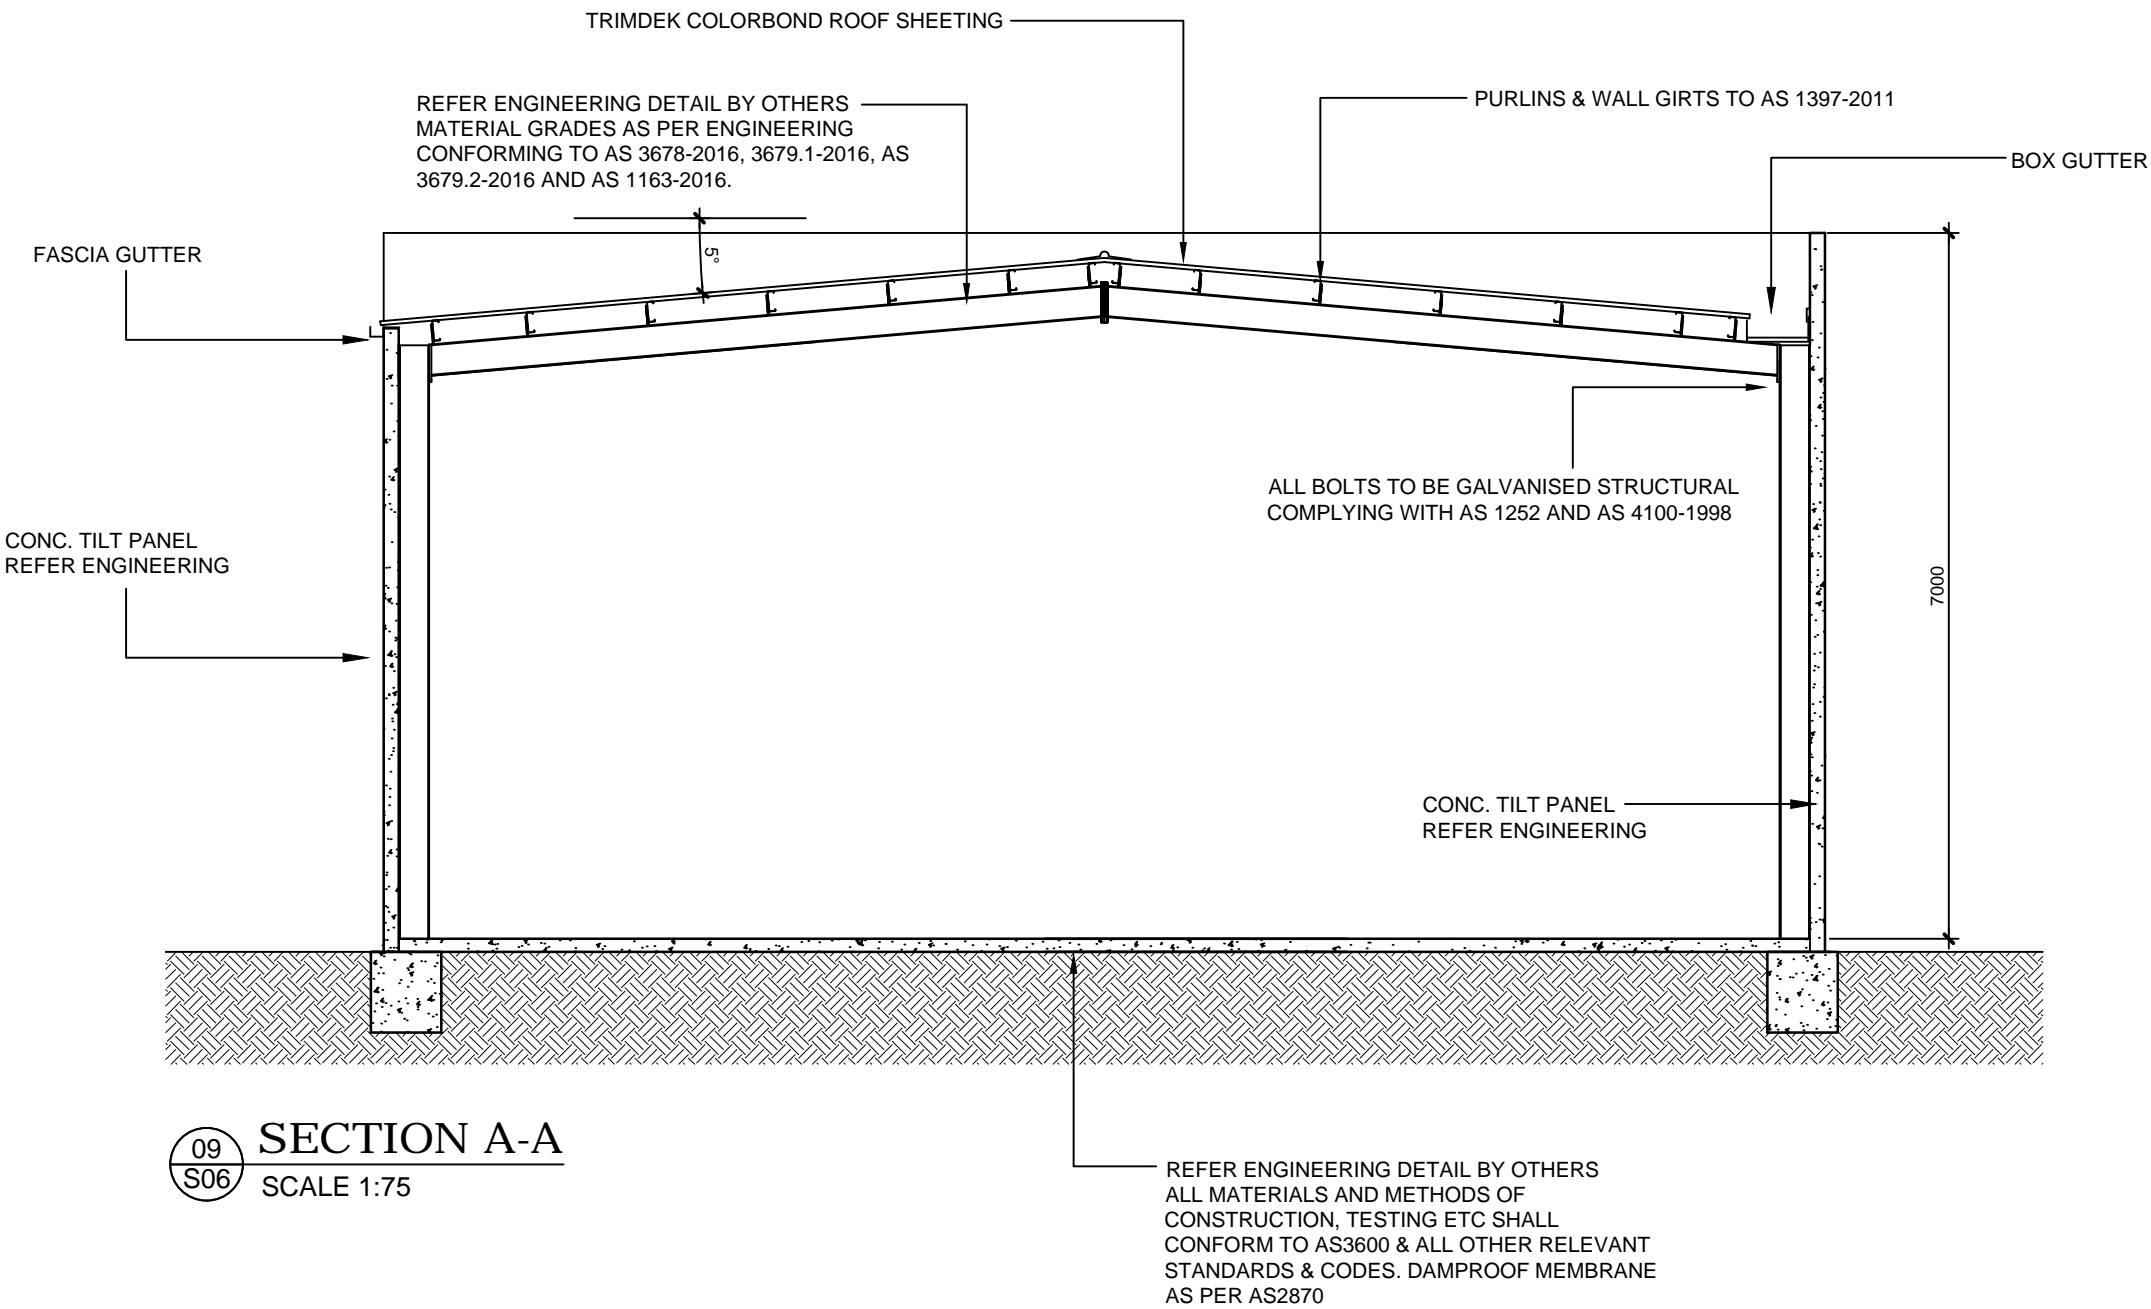 TRIMDEK COLORBOND ROOF SHEETING
REFER ENGINEERING DETAIL BY OTHERS
MATERIAL GRADES AS PER ENGINEERING
CONFORMING TO AS 3678-2016, 3679.1-2016, AS
3679.2-2016 AND AS 1163-2016.
PURLINS & WALL GIRTS TO AS 1397-2011
BOX GUTTER
FASCIA GUTTER
5°
ALL BOLTS TO BE GALVANISED STRUCTURAL
COMPLYING WITH AS 1252 AND AS 4100-1998
CONC. TILT PANEL
REFER ENGINEERING
7000
CONC. TILT PANEL
REFER ENGINEERING
09
S06
SECTION A-A
SCALE 1:75
REFER ENGINEERING DETAIL BY OTHERS
ALL MATERIALS AND METHODS OF
CONSTRUCTION, TESTING ETC SHALL
CONFORM TO AS3600 & ALL OTHER RELEVANT
STANDARDS & CODES. DAMPROOF MEMBRANE
AS PER AS2870